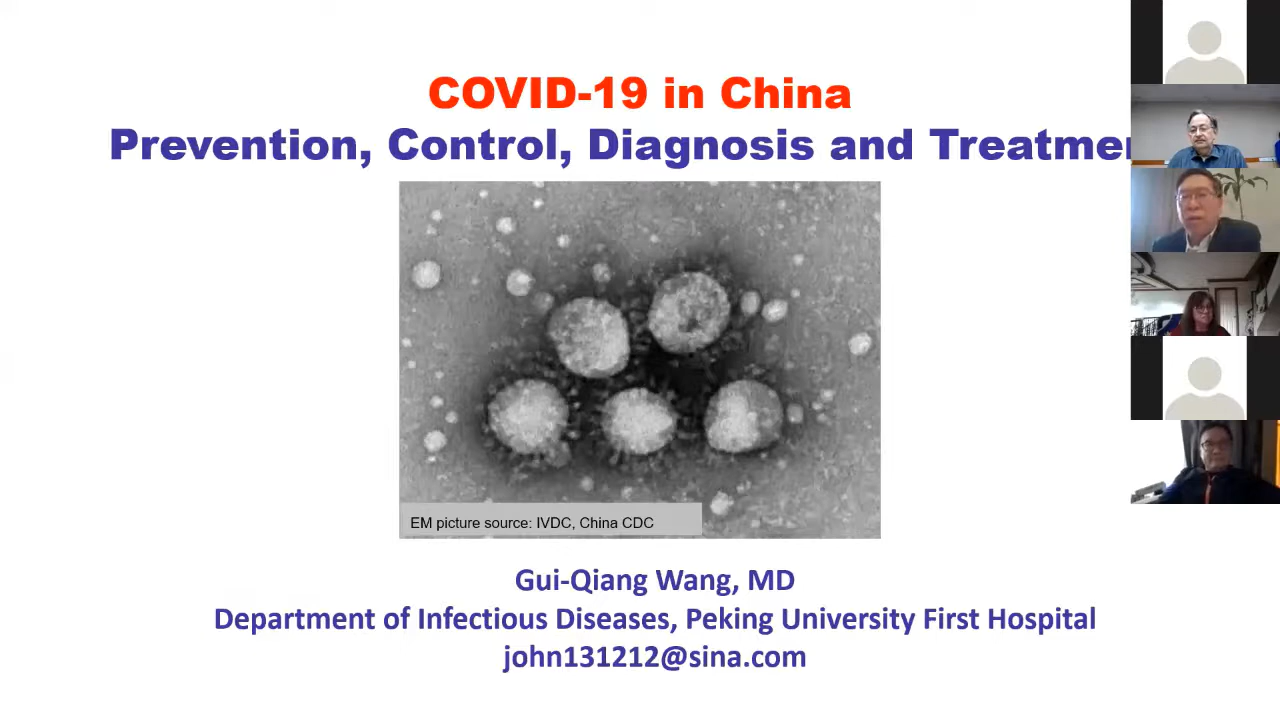 COVID-19 in China
Prevention, Control, Diagnosis and Treatme
EM picture source: IVDC, China CDC
Gui-Qiang Wang, MD
Department of Infectious Diseases, Peking University First Hospital
john131212@sina.com